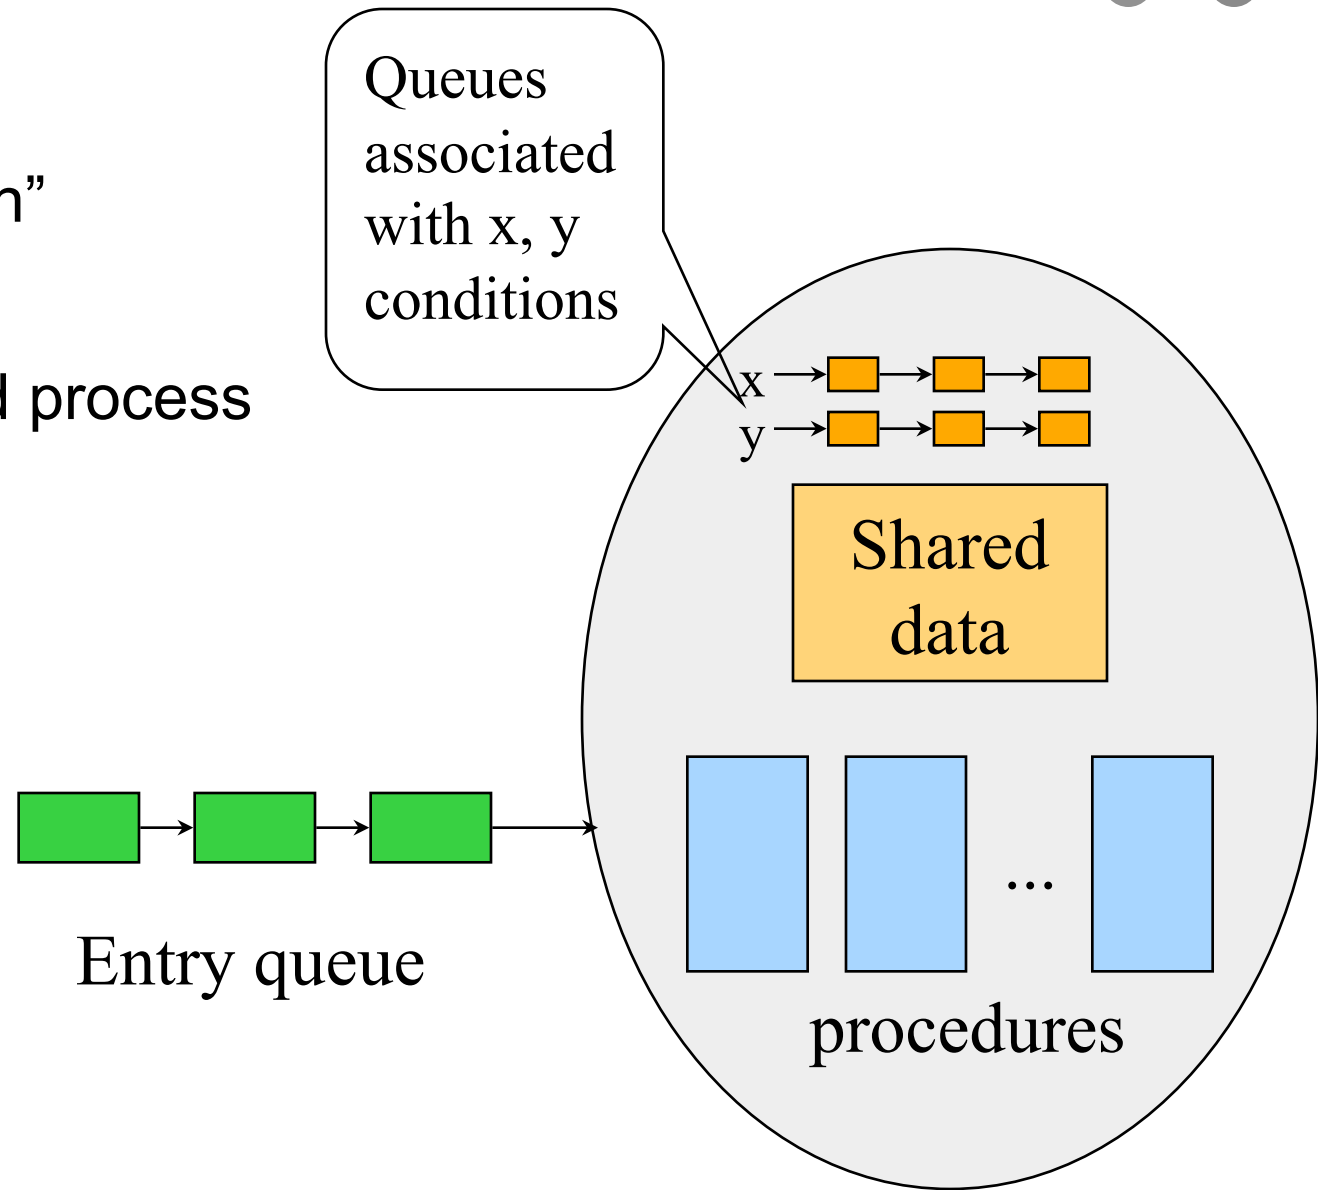 Queues
associated
with x, y
conditions
n”
d process
x
y
Shared
data
...
Entry queue
procedures